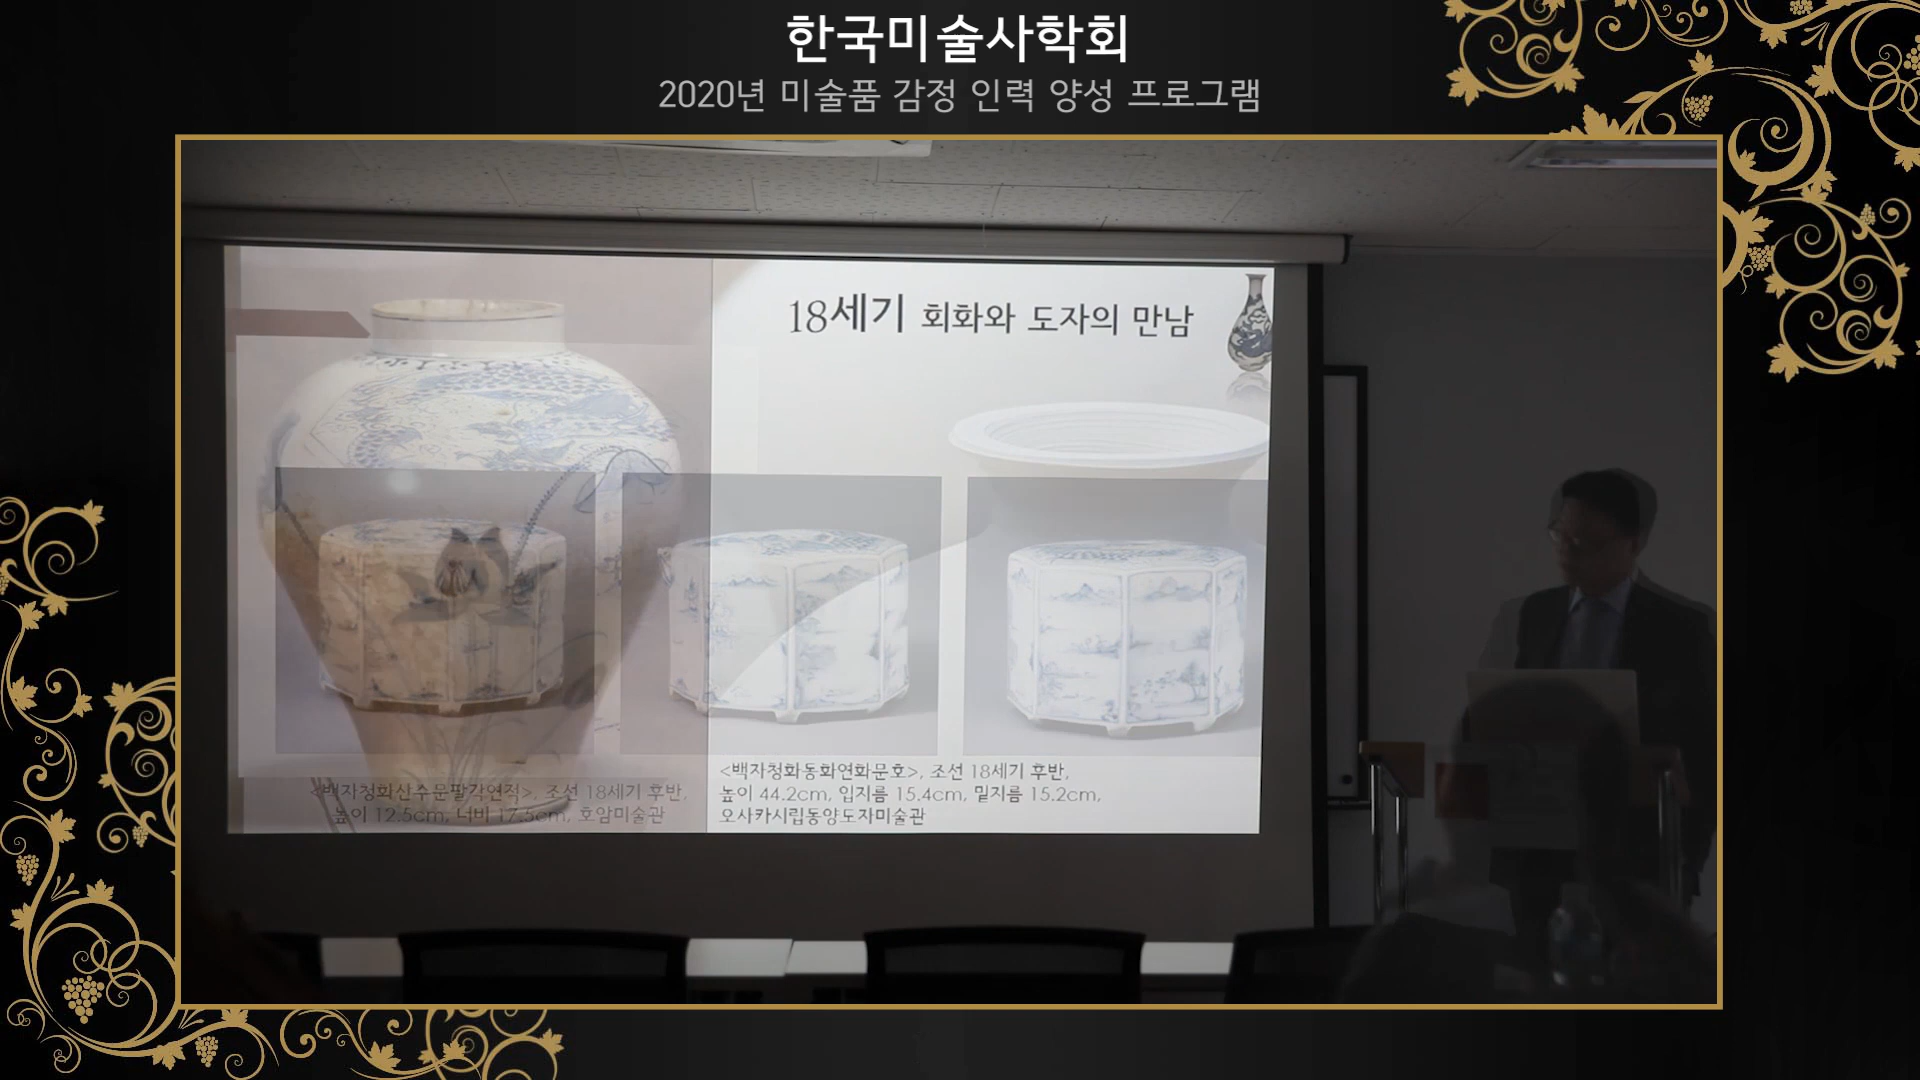 한국미술사학회
2020년 미술품 감정 인력 양성 프로그램
18세기 회화와 도자의 만남
<백자청화산수문팔각연적>, 조선 18세기 후반,
높이 12.5cm, 너비 17.5cm, 호암미술관
<백자청화동화연화문호>, 조선 18세기 후반,
높이 44.2cm, 입지름 15.4cm, 밑지름 15.2cm,
오사카시립동양도자미술관